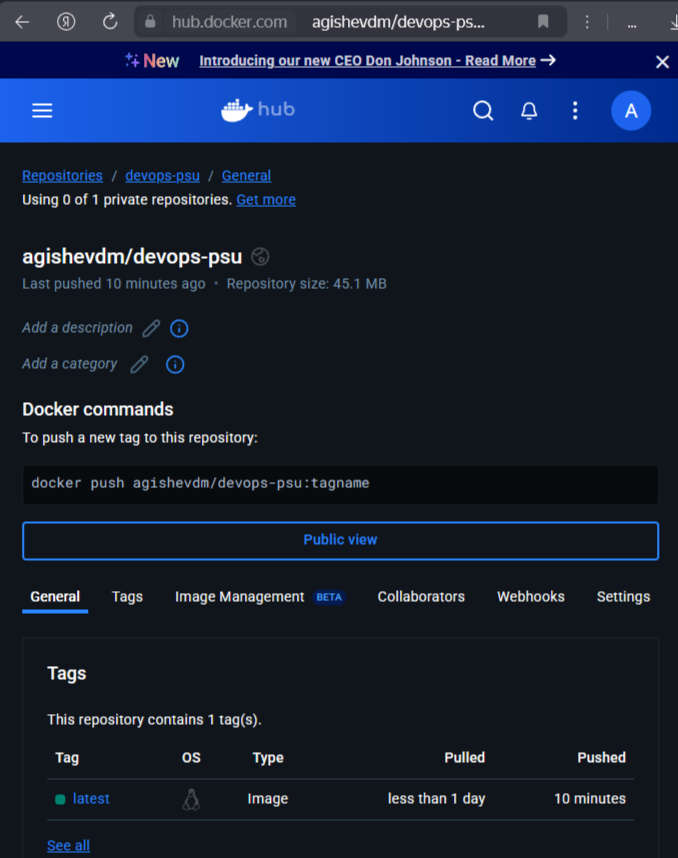 hub.docker.com agishevdm/devops-ps... ...
New Introducing our new CEO Don Johnson - Read More →
hub A
Repositories / devops-psu / General
Using 0 of 1 private repositories. Get more
agishevdm/devops-psu
Last pushed 10 minutes ago • Repository size: 45.1 MB
Add a description
Add a category
Docker commands
To push a new tag to this repository:
docker push agishevdm/devops-psu:tagname
Public view
General Tags Image Management BETA Collaborators Webhooks Settings
Tags
This repository contains 1 tag(s).
Tag OS Type Pulled Pushed
latest Image less than 1 day 10 minutes
See all